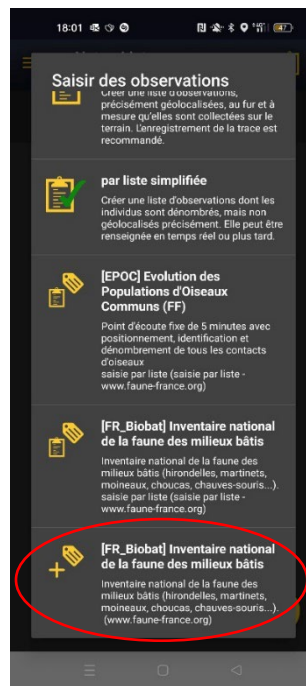 18:01
Saisir des observations
Créer une liste d'observations,
précisément géolocalisées, au fur et à
mesure qu'elles sont collectées sur le
terrain. L'enregistrement de la trace est
recommandé.
par liste simplifiée
Créer une liste d'observations dont les
individus sont dénombrés, mais non
géolocalisés précisément. Elle peut être
renseignée en temps réel ou plus tard.
[EPOC] Evolution des
Populations d'Oiseaux
Communs (FF)
Point d'écoute fixe de 5 minutes avec
positionnement, identification et
dénombrement de tous les contacts
d'oiseaux
saisie par liste (saisie par liste -
www.faune-france.org)
[FR_Biobat] Inventaire national
de la faune des milieux bâtis
Inventaire national de la faune des
milieux bâtis (hirondelles, martinets,
moineaux, choucas, chauves-souris...).
saisie par liste (saisie par liste -
www.faune-france.org)
[FR_Biobat] Inventaire national
de la faune des milieux bâtis
Inventaire national de la faune des
milieux bâtis (hirondelles, martinets,
moineaux, choucas, chauves-souris...).
(www.faune-france.org)